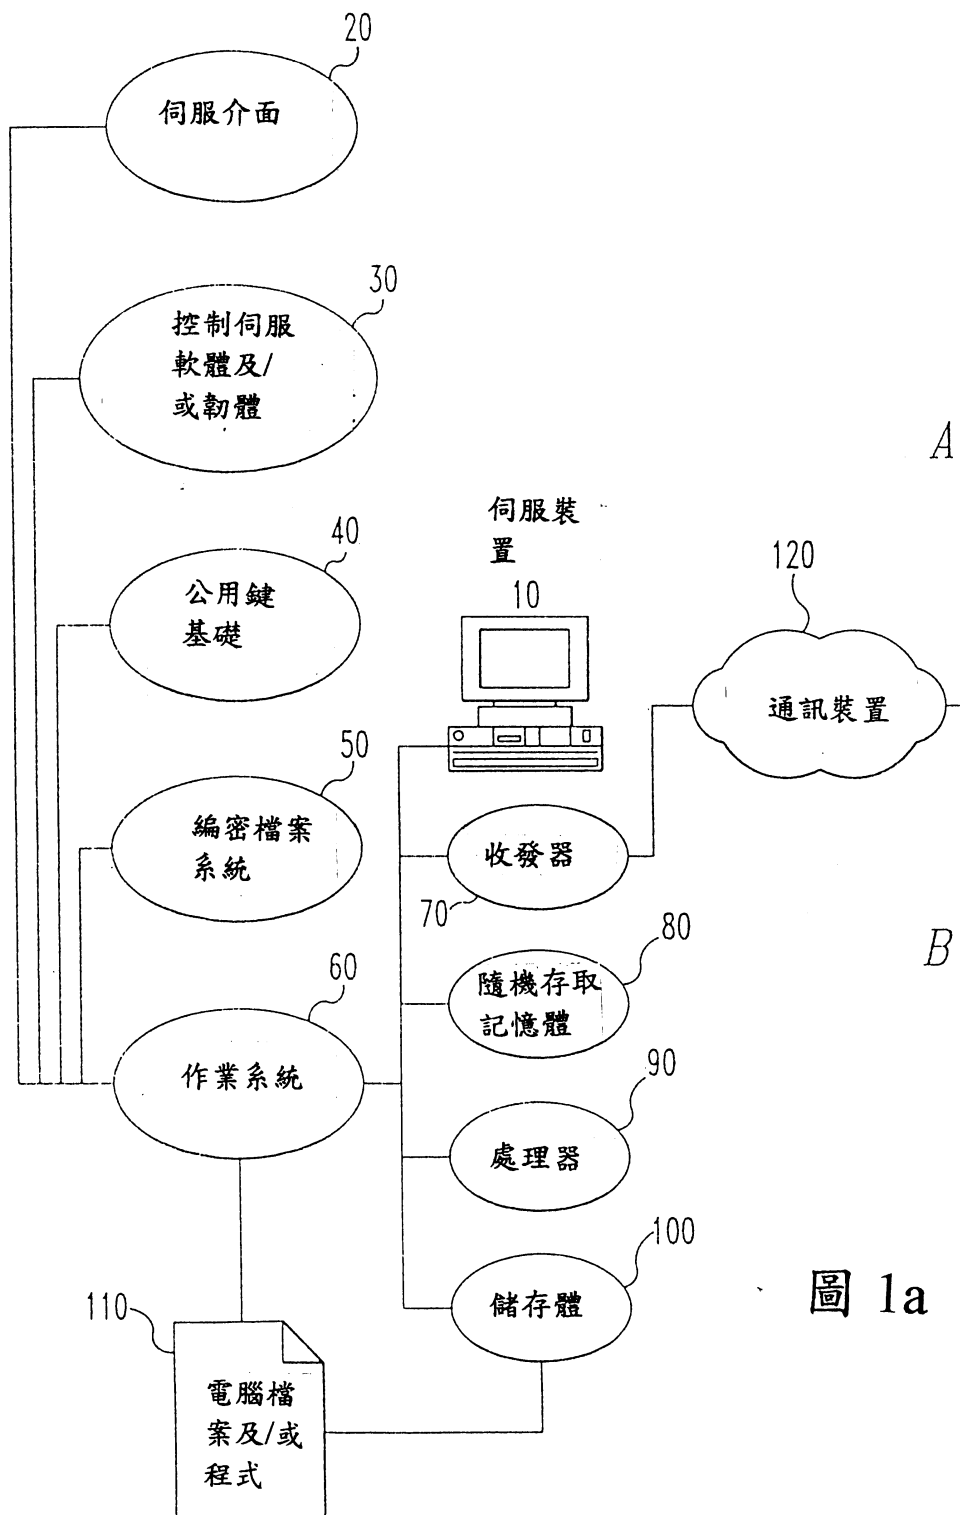 20
伺服介面
30
控制伺服
軟體及/
或韌體
A
伺服裝
置
10
40
公用鍵
基礎
120
通訊裝置
50
編密檔案
系統
收發器
70
80
隨機存取
記憶體
B
60
作業系統
90
處理器
100
儲存體
圖 1a
110
電腦檔
案及/或
程式